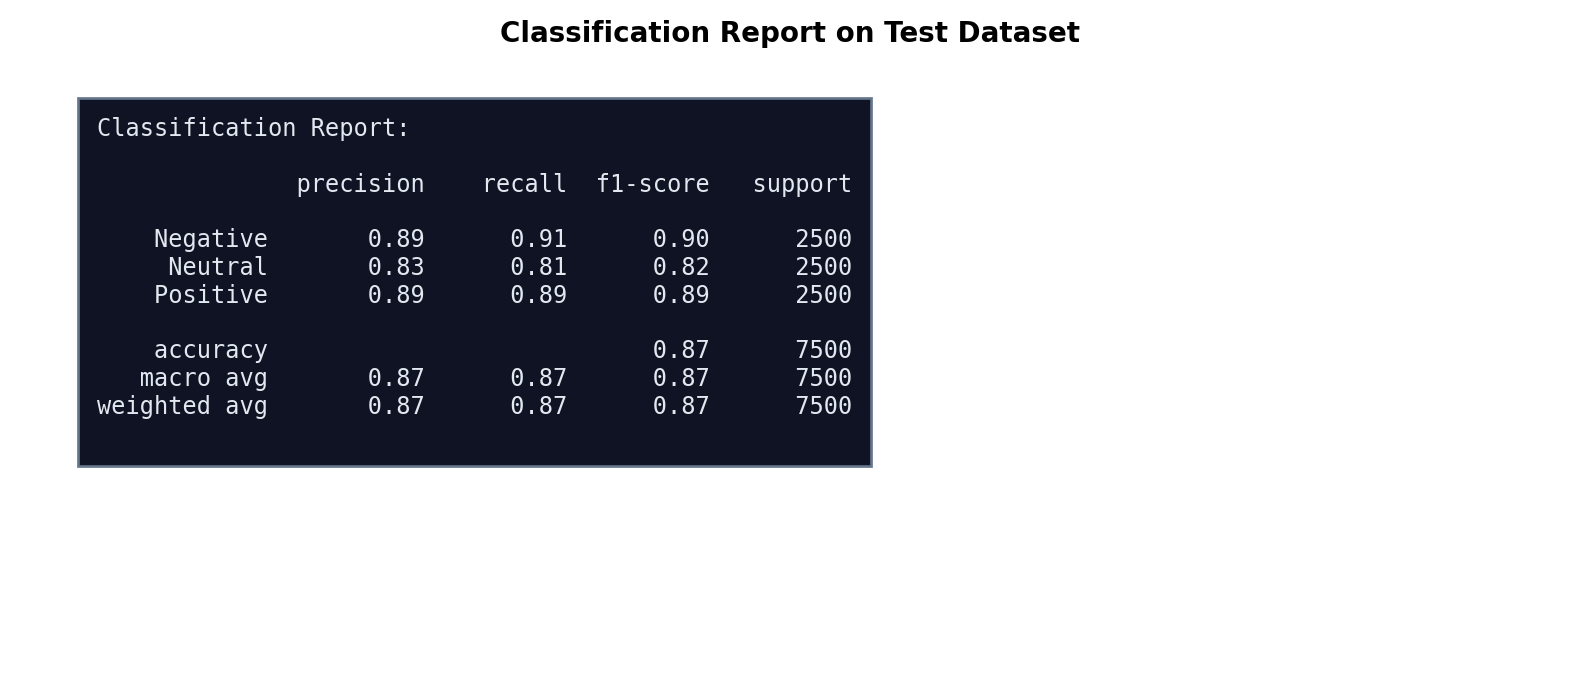 Classification Report on Test Dataset
Classification Report:
precision recall f1-score support
Negative 0.89 0.91 0.90 2500
Neutral 0.83 0.81 0.82 2500
Positive 0.89 0.89 0.89 2500
accuracy 0.87 7500
macro avg 0.87 0.87 0.87 7500
weighted avg 0.87 0.87 0.87 7500